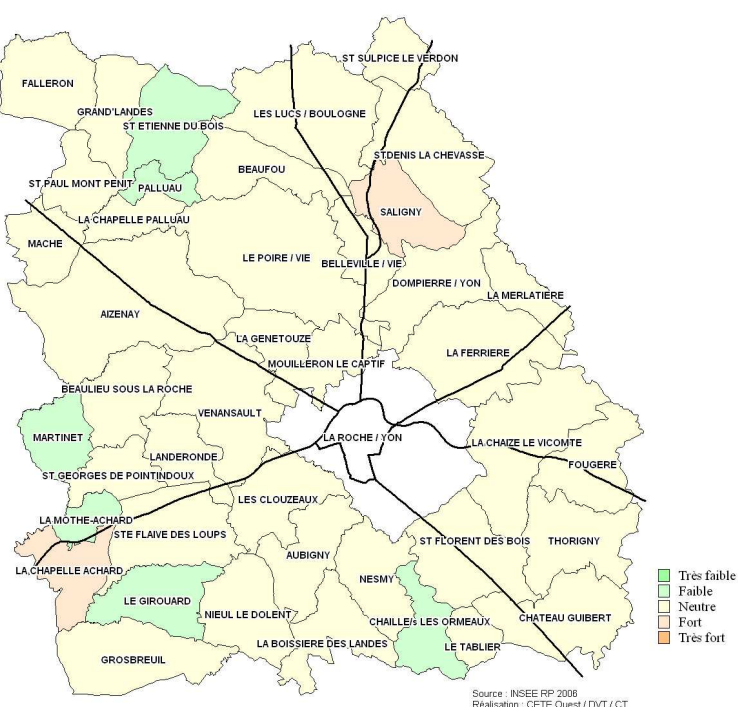 ST SULPICE LE VERDON
FALLERON
GRAND'LANDES
LES LUCS / BOULOGNE
ST ETIENNE DU BOIS
STDENIS LA CHEVASSE
BEAUFOU
ST PAUL MONT PENIT
PALLUAU
SALIGNY
LA CHAPELLE PALLUAU
MACHE
LE POIRE / VIE
BELLEVILLE / VIE
DOMPIERRE / YON
LA MERLATIERE
AIZENAY
LA GENETOUZE
LA FERRIERE
MOUILLERON LE CAPTIF
BEAULIEU SOUS LA ROCHE
VENANSAULT
MARTINET
LA ROCHE / YON
LA CHAIZE LE VICOMTE
LANDERONDE
FOUGERE
ST GEORGES DE POINTINDOUX
LES CLOUZEAUX
LA MOTHE-ACHARD
STE FLAIVE DES LOUPS
ST FLORENT DES BOIS
THORIGNY
AUBIGNY
LA CHAPELLE ACHARD
NESMY
LE GIROUARD
NIEUL LE DOLENT
CHAILLE/s LES ORMEAUX
CHATEAU GUIBERT
LA BOISSIERE DES LANDES
LE TABLIER
GROSBREUIL
Très faible
Faible
Neutre
Fort
Très fort
Source : INSEE RP 2006
Réalisation : CETE Ouest / DVT / CT